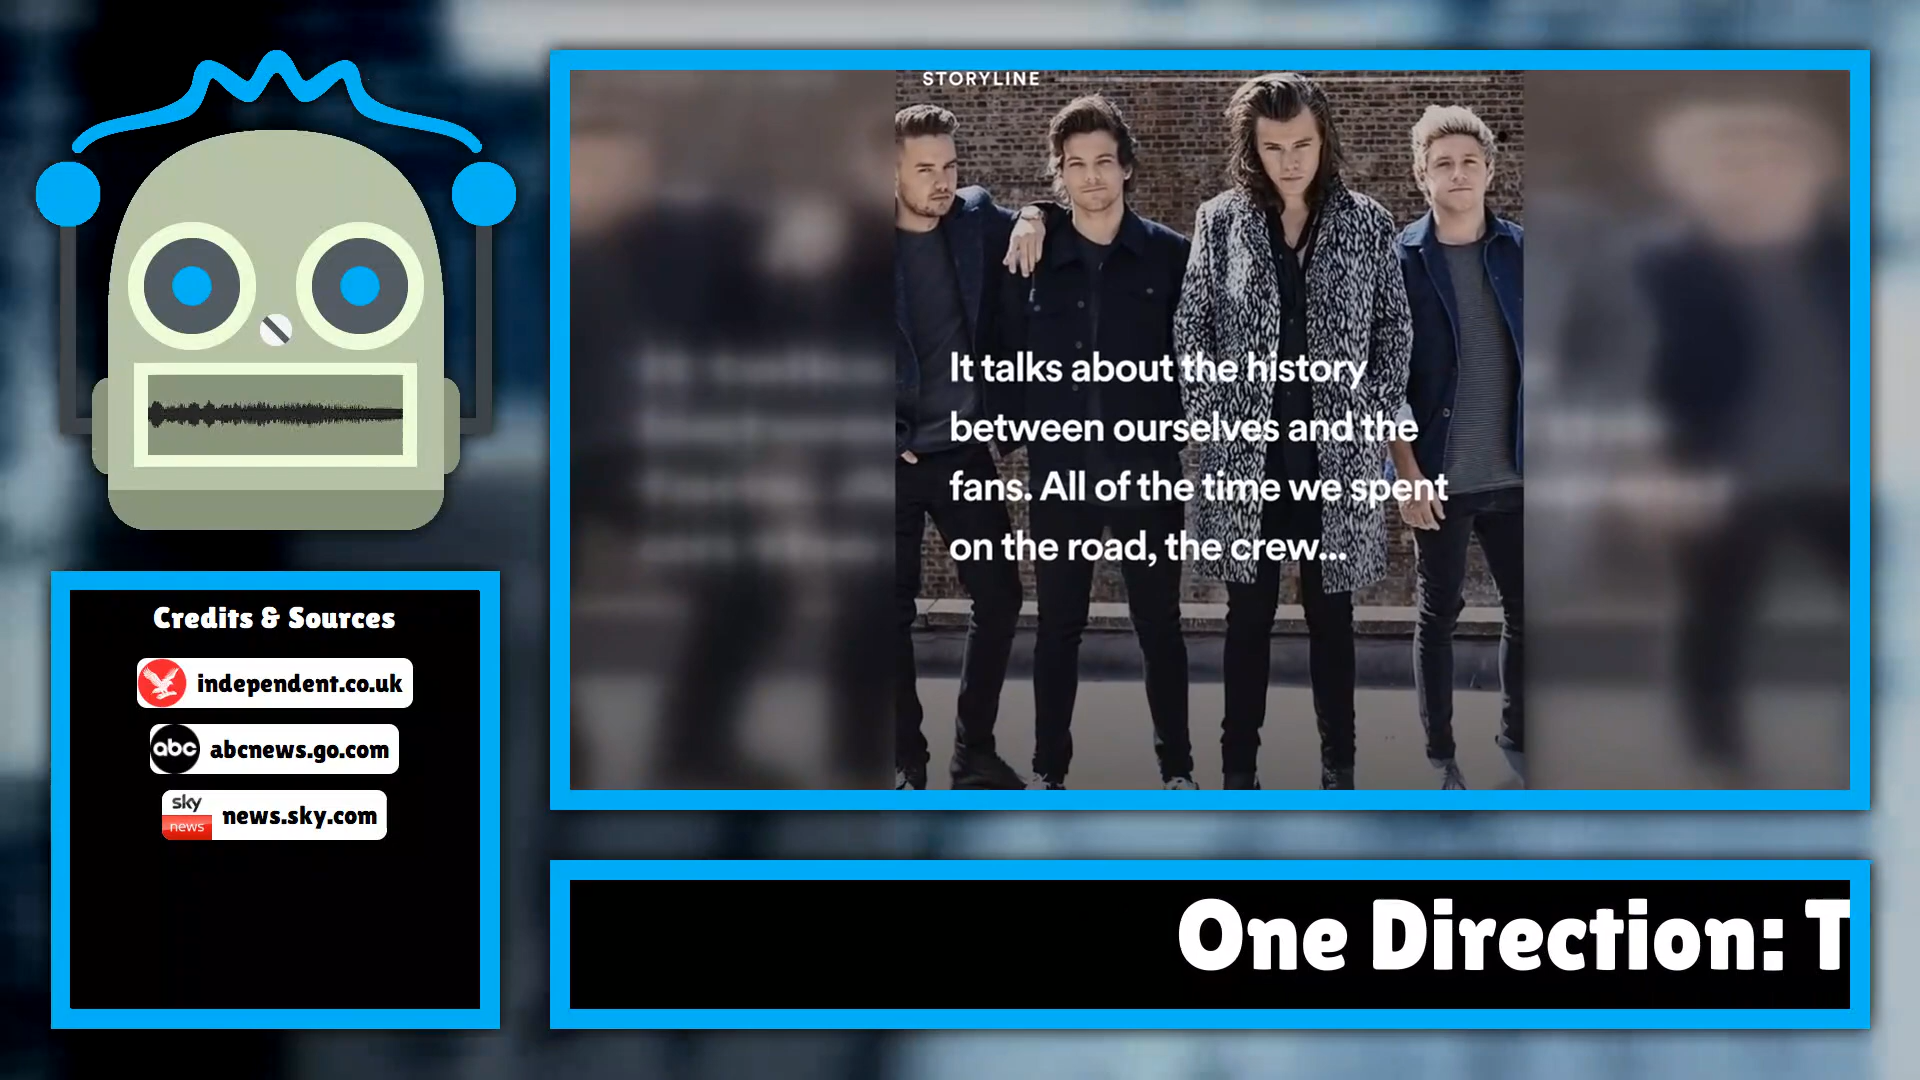 STORYLINE
It talks about the history
between ourselves and the
fans. All of the time we spent
on the road, the crew...
Credits & Sources
independent.co.uk
abc abcnews.go.com
sky
news
news.sky.com
One Direction: T